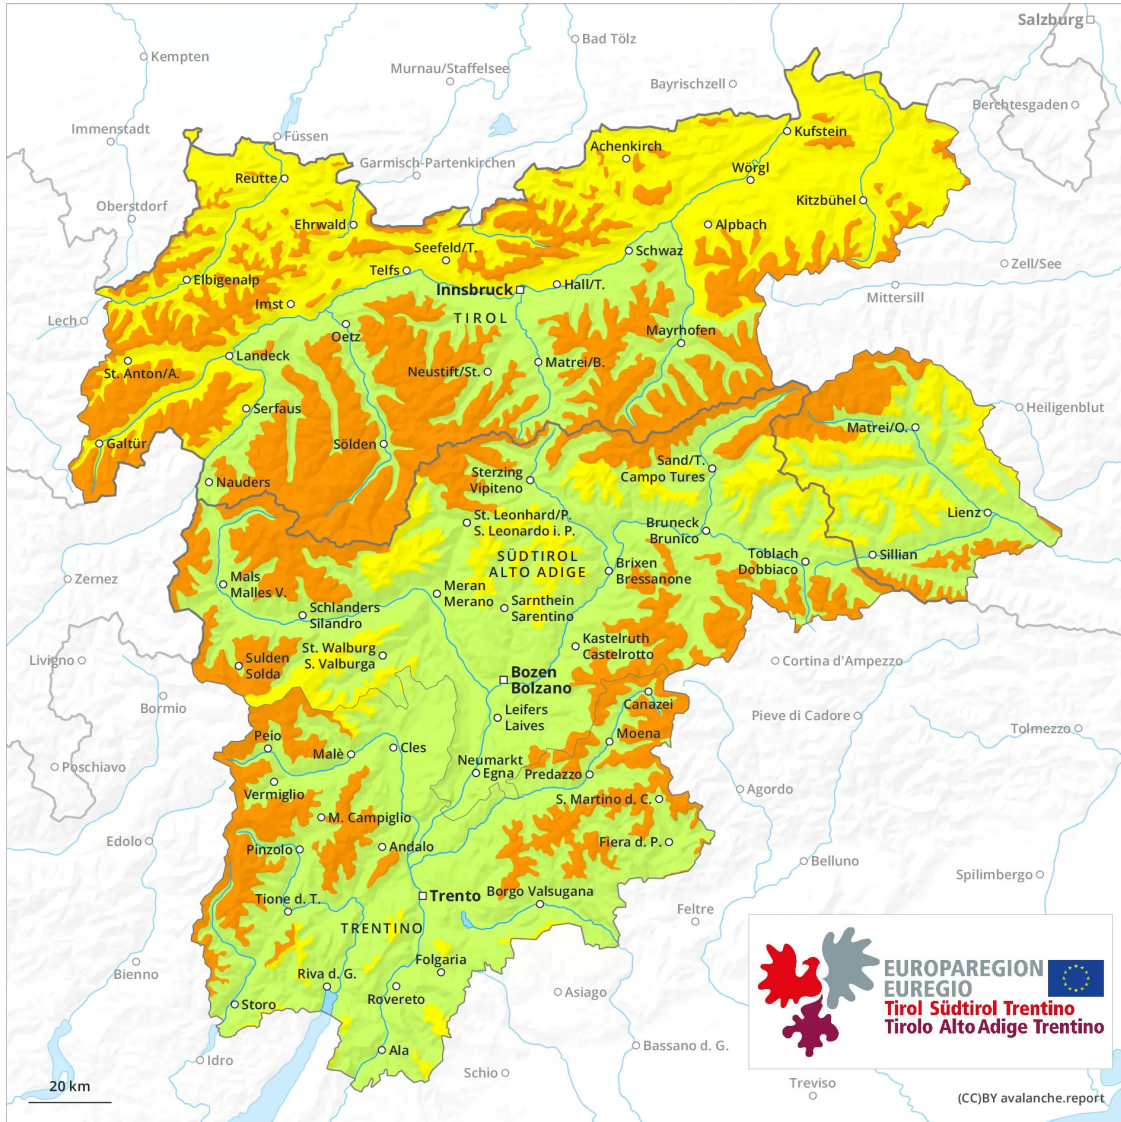 Salzburg
Bad Tölz
Kempten
Murnau/Staffelsee
Bayrischzell
Berchtesgaden
Immenstadt
Füssen
Kufstein
Achenkirch
Garmisch-Partenkirchen
Wörgl
Reutte
Kitzbühel
Oberstdorf
Ehrwald
Alpbach
Seefeld/T.
Schwaz
Zell/See
Telfs
Elbigenalp
Innsbruck
Hall/T.
Mittersill
Imst
Lech
TIROL
Oetz
Mayrhofen
Landeck
St. Anton/A.
Matrei/B.
Neustift/St.
Serfaus
Heiligenblut
Matrei/O.
Galtür
Sölden
Sand/T.
Campo Tures
Sterzing
Vipiteno
Nauders
Lienz
St. Leonhard/P.
S. Leonardo i. P.
Bruneck
Brunico
SÜDTIROL
ALTO ADIGE
Toblach
Dobbiaco
Sillian
Brixen
Bressanone
Zernez
Mals
Malles V.
Meran
Merano
Sarnthein
Sarentino
Schlanders
Silandro
Kastelruth
Castelrotto
St. Walburg
S. Valburga
Livigno
Sulden
Solda
Cortina d'Ampezzo
Bozen
Bolzano
Bormio
Canazei
Leifers
Laives
Pieve di Cadore
Tolmezzo
Peio
Moena
Malè
Cles
Neumarkt
Egna
Predazzo
Poschiavo
Vermiglio
Agordo
S. Martino d. C.
M. Campiglio
Edolo
Pinzolo
Andalo
Fiera d. P.
Belluno
Spilimbergo
Trento
Borgo Valsugana
Tione d. T.
Feltre
TRENTINO
Folgaria
Bienno
Riva d. G.
Rovereto
Asiago
Storo
EUROPAREGION
EUREGIO
Tirol Südtirol Trentino
Tirolo Alto Adige Trentino
Ala
Bassano d. G.
Idro
Schio
20 km
Treviso
(CC)BY avalanche.report